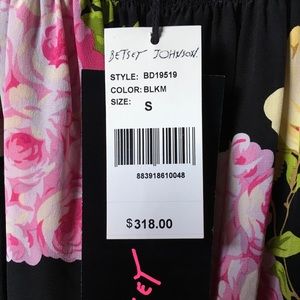 BETSEY JOHNSON.
STYLE: BD19519
COLOR: BLKM
SIZE: S
883918610048
$318.00